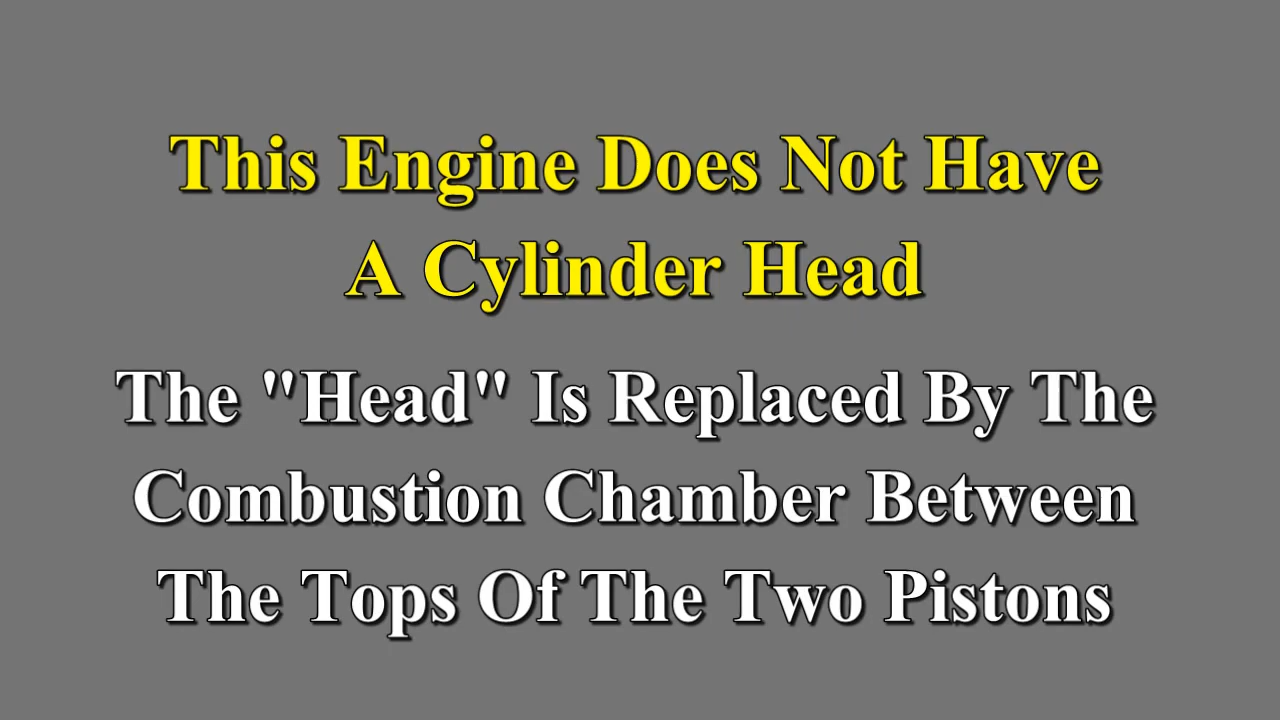 This Engine Does Not Have
A Cylinder Head
The "Head" Is Replaced By The
Combustion Chamber Between
The Tops Of The Two Pistons